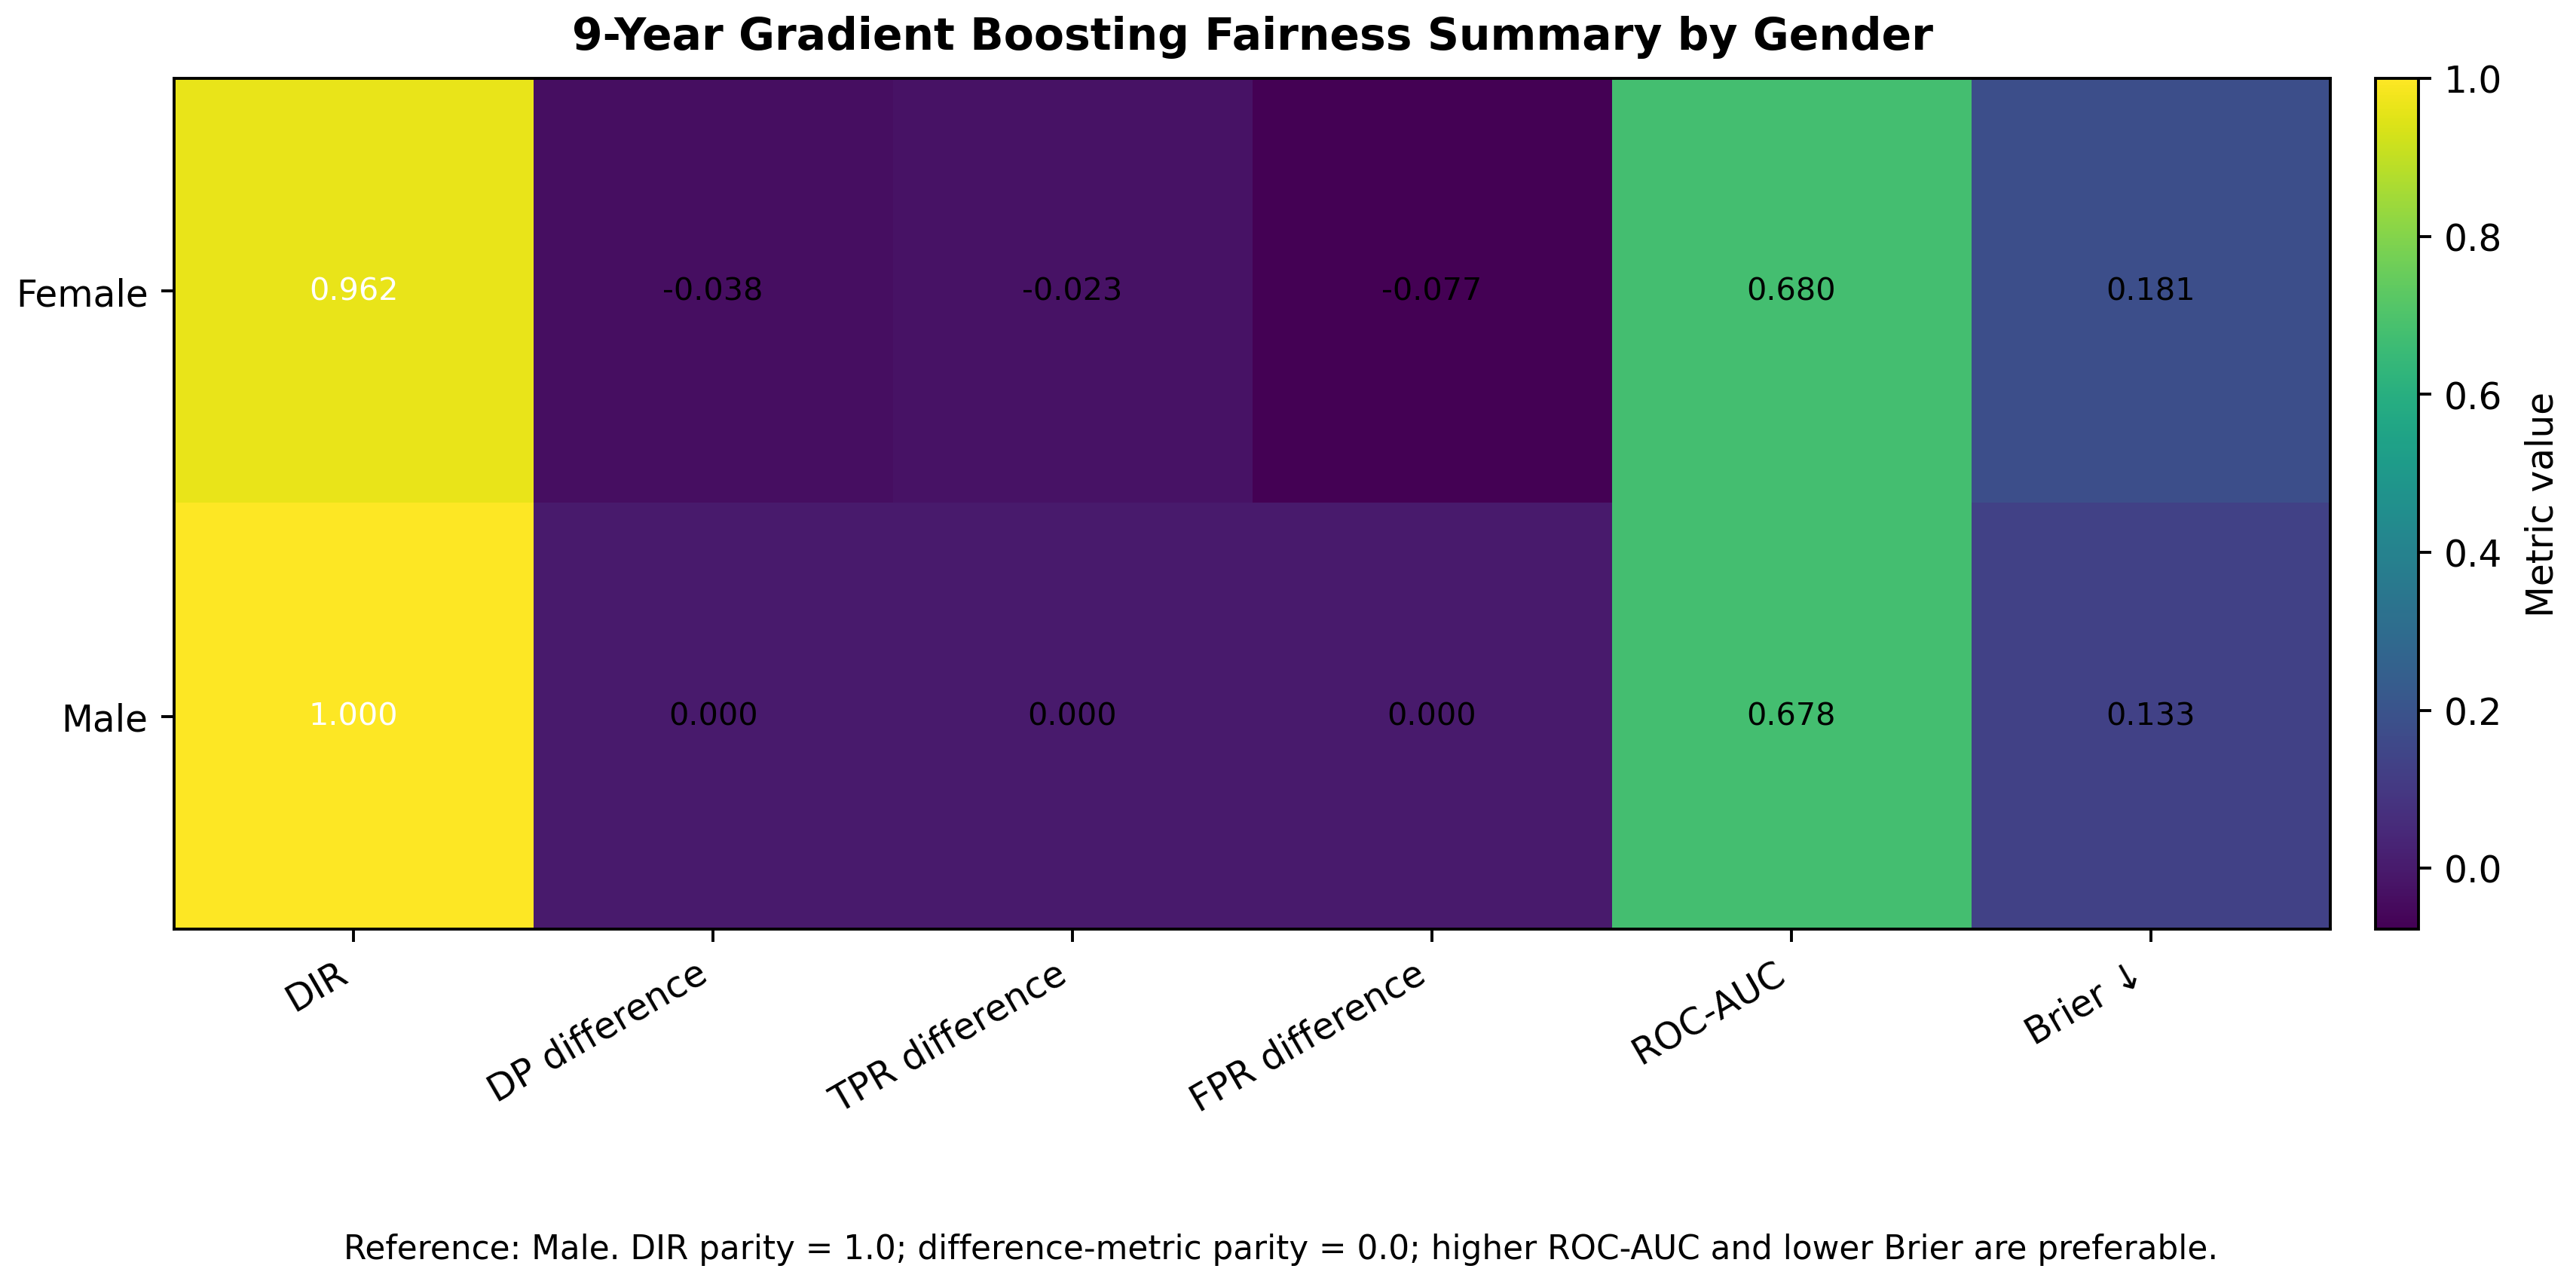 9-Year Gradient Boosting Fairness Summary by Gender
1.0
0.8
0.6
0.4
0.2
0.0
Metric value
Female
0.962 -0.038 -0.023 -0.077 0.680 0.181
Male
1.000 0.000 0.000 0.000 0.678 0.133
DIR
DP difference
TPR difference
FPR difference
ROC-AUC
Brier ↓
Reference: Male. DIR parity = 1.0; difference-metric parity = 0.0; higher ROC-AUC and lower Brier are preferable.